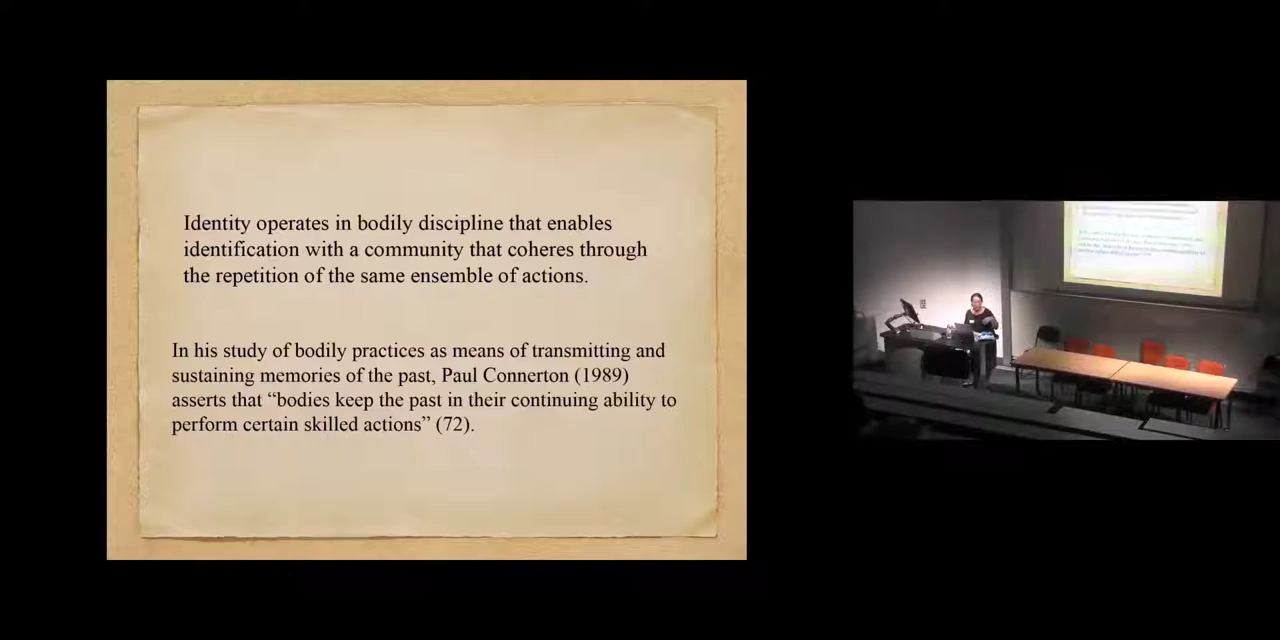 Identity operates in bodily discipline that enables
identification with a community that coheres through
the repetition of the same ensemble of actions.
In his study of bodily practices as means of transmitting and
sustaining memories of the past, Paul Connerton (1989)
asserts that “bodies keep the past in their continuing ability to
perform certain skilled actions” (72).